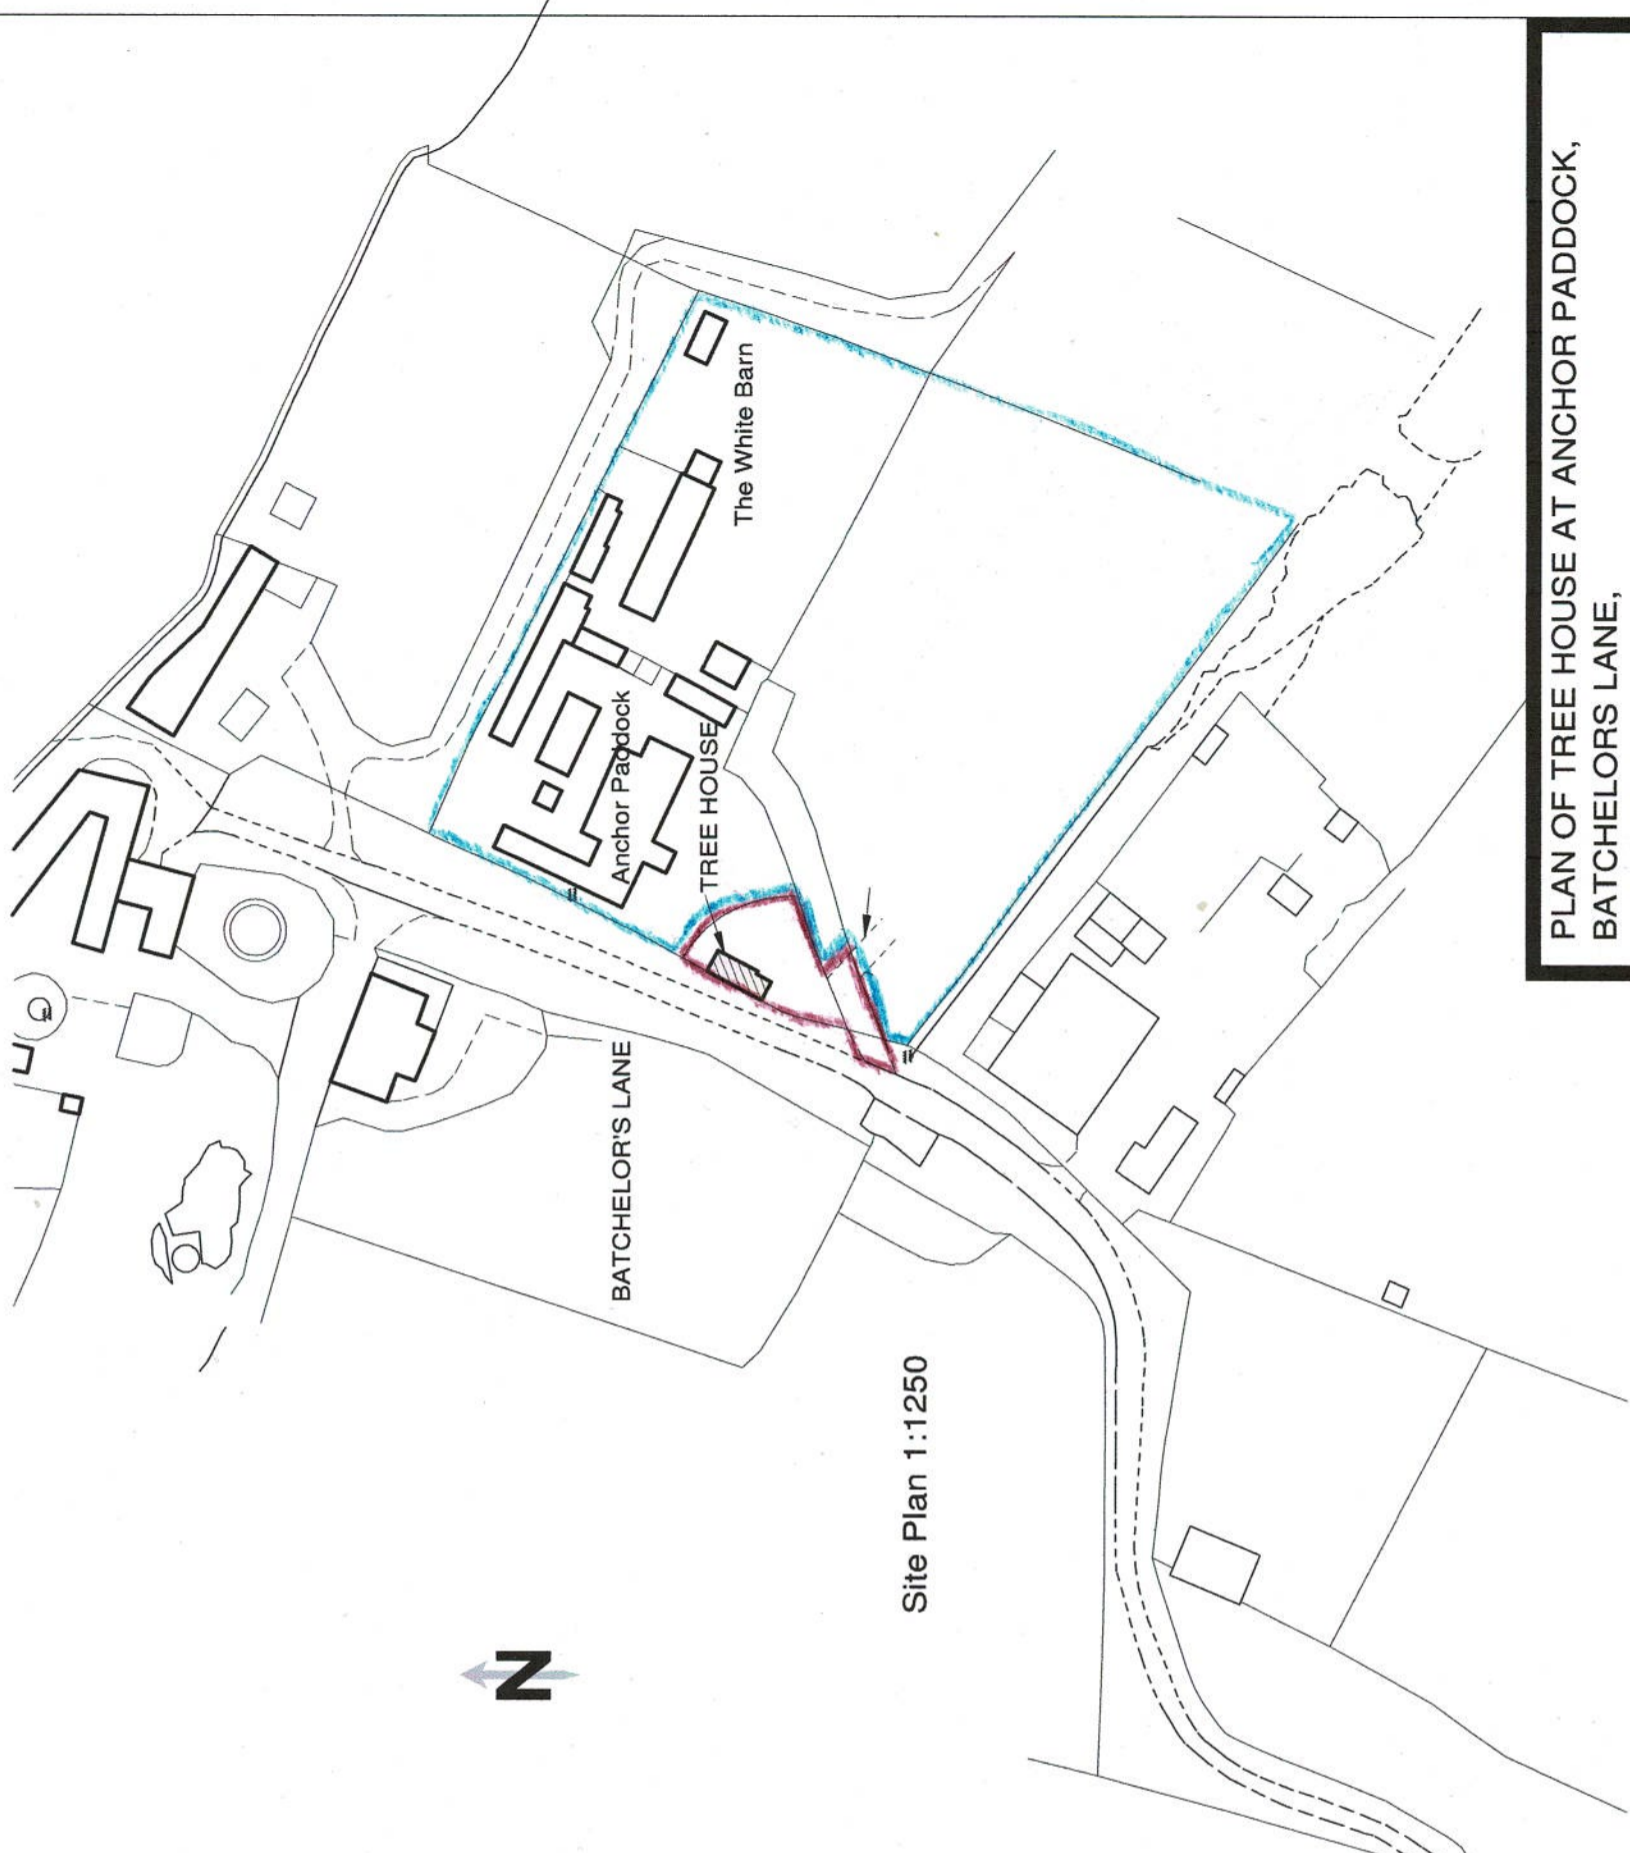 The White Barn
Anchor Paddock
TREE HOUSE
BATCHELOR'S LANE
Site Plan 1:1250
N
PLAN OF TREE HOUSE AT ANCHOR PADDOCK,
BATCHELORS LANE,